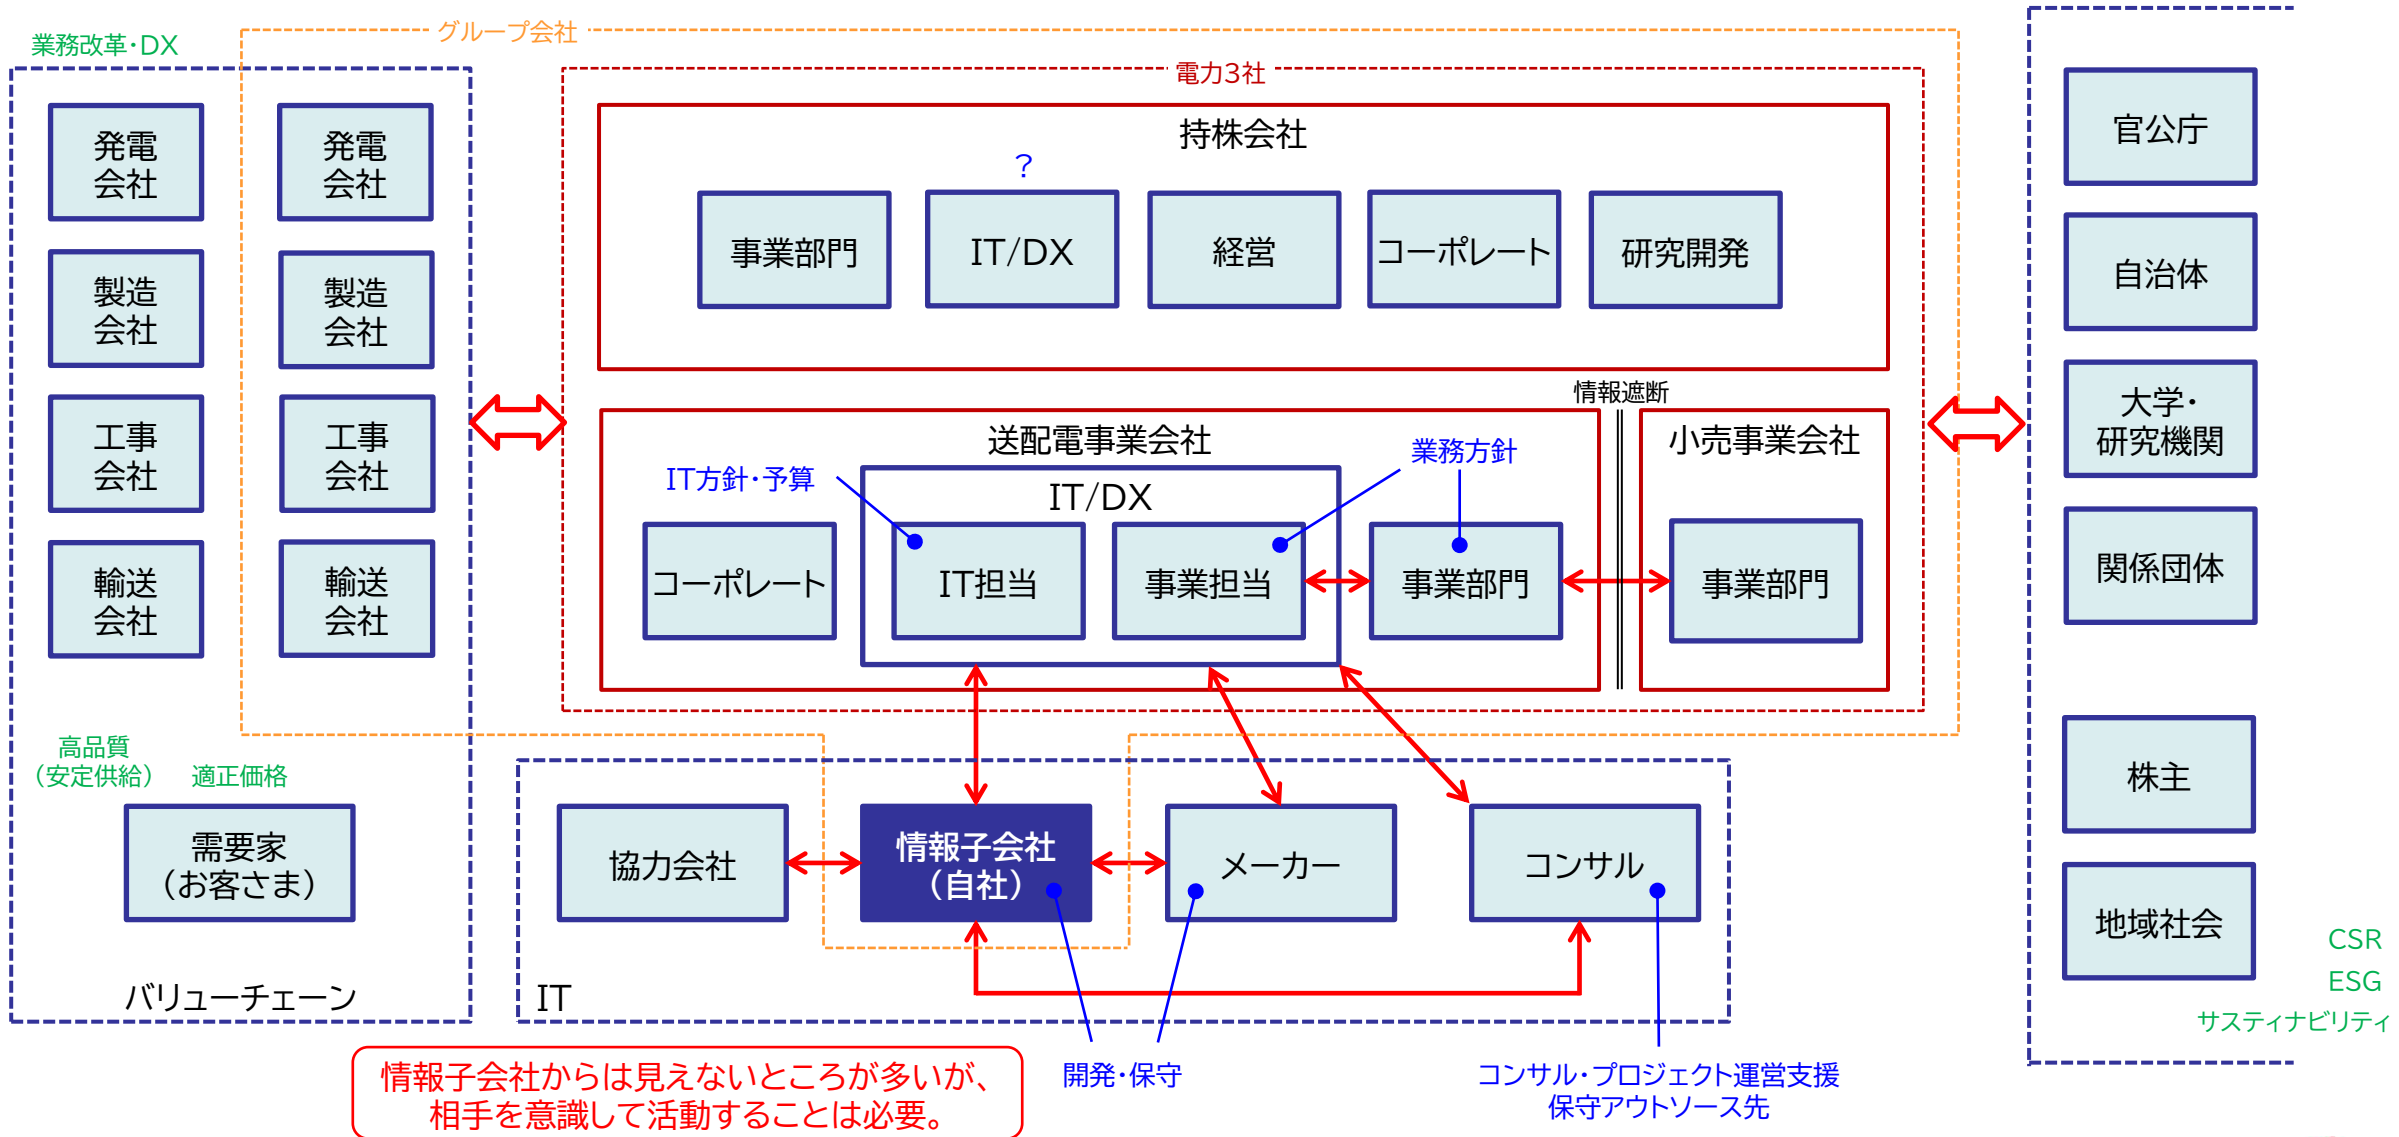 業務改革・DX
グループ会社
電力3社
発電
会社
製造
会社
工事
会社
輸送
会社
発電
会社
製造
会社
工事
会社
輸送
会社
高品質
（安定供給）
適正価格
需要家
（お客さま）
バリューチェーン
持株会社
？
事業部門
IT/DX
経営
コーポレート
研究開発
情報遮断
送配電事業会社
IT方針・予算
業務方針
IT/DX
コーポレート
IT担当
事業担当
事業部門
小売事業会社
事業部門
協力会社
情報子会社
（自社）
メーカー
コンサル
IT
開発・保守
コンサル・プロジェクト運営支援
保守アウトソース先
情報子会社からは見えないところが多いが、
相手を意識して活動することは必要。
官公庁
自治体
大学・
研究機関
関係団体
株主
地域社会
CSR
ESG
サスティナビリティ